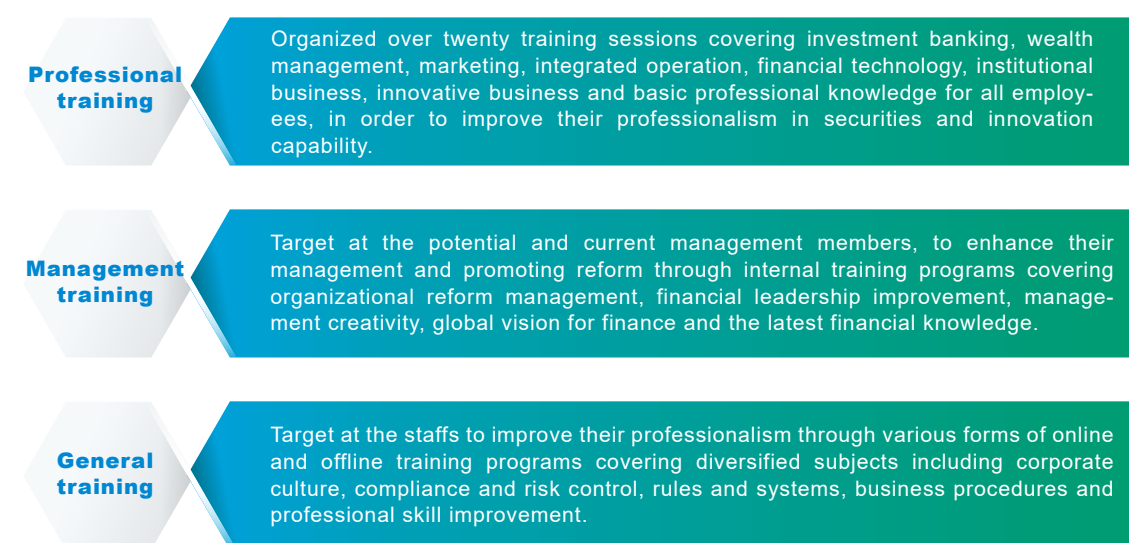 Professional
training
Organized over twenty training sessions covering investment banking, wealth
management, marketing, integrated operation, financial technology, institutional
business, innovative business and basic professional knowledge for all employ-
ees, in order to improve their professionalism in securities and innovation
capability.
Management
training
Target at the potential and current management members, to enhance their
management and promoting reform through internal training programs covering
organizational reform management, financial leadership improvement, manage-
ment creativity, global vision for finance and the latest financial knowledge.
General
training
Target at the staffs to improve their professionalism through various forms of online
and offline training programs covering diversified subjects including corporate
culture, compliance and risk control, rules and systems, business procedures and
professional skill improvement.